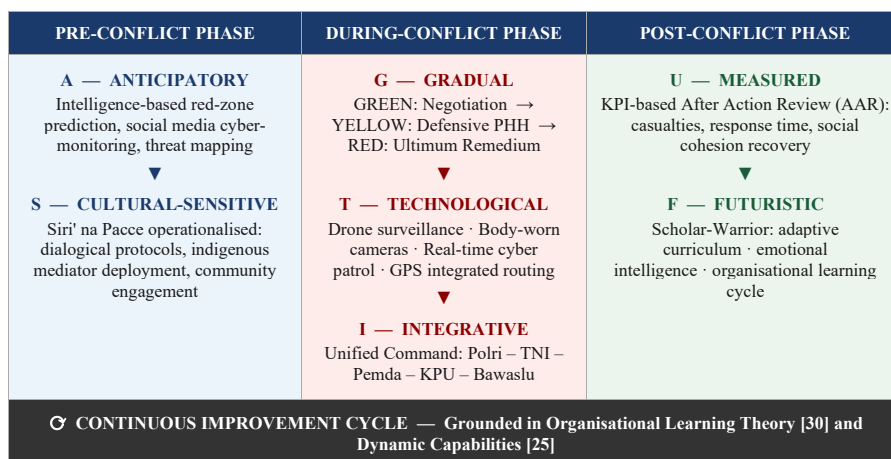 PRE-CONFLICT PHASE
DURING-CONFLICT PHASE
POST-CONFLICT PHASE
A — ANTICIPATORY
Intelligence-based red-zone
prediction, social media cyber-
monitoring, threat mapping
▼
S — CULTURAL-SENSITIVE
Siri' na Pacce operationalised:
dialogical protocols, indigenous
mediator deployment, community
engagement
G — GRADUAL
GREEN: Negotiation →
YELLOW: Defensive PHH →
RED: Ultimum Remedium
▼
T — TECHNOLOGICAL
Drone surveillance · Body-worn
cameras · Real-time cyber
patrol · GPS integrated routing
▼
I — INTEGRATIVE
Unified Command: Polri – TNI –
Pemda – KPU – Bawaslu
U — MEASURED
KPI-based After Action Review (AAR):
casualties, response time, social
cohesion recovery
▼
F — FUTURISTIC
Scholar-Warrior: adaptive
curriculum · emotional
intelligence · organisational learning
cycle
⟳ CONTINUOUS IMPROVEMENT CYCLE — Grounded in Organisational Learning Theory [30] and
Dynamic Capabilities [25]